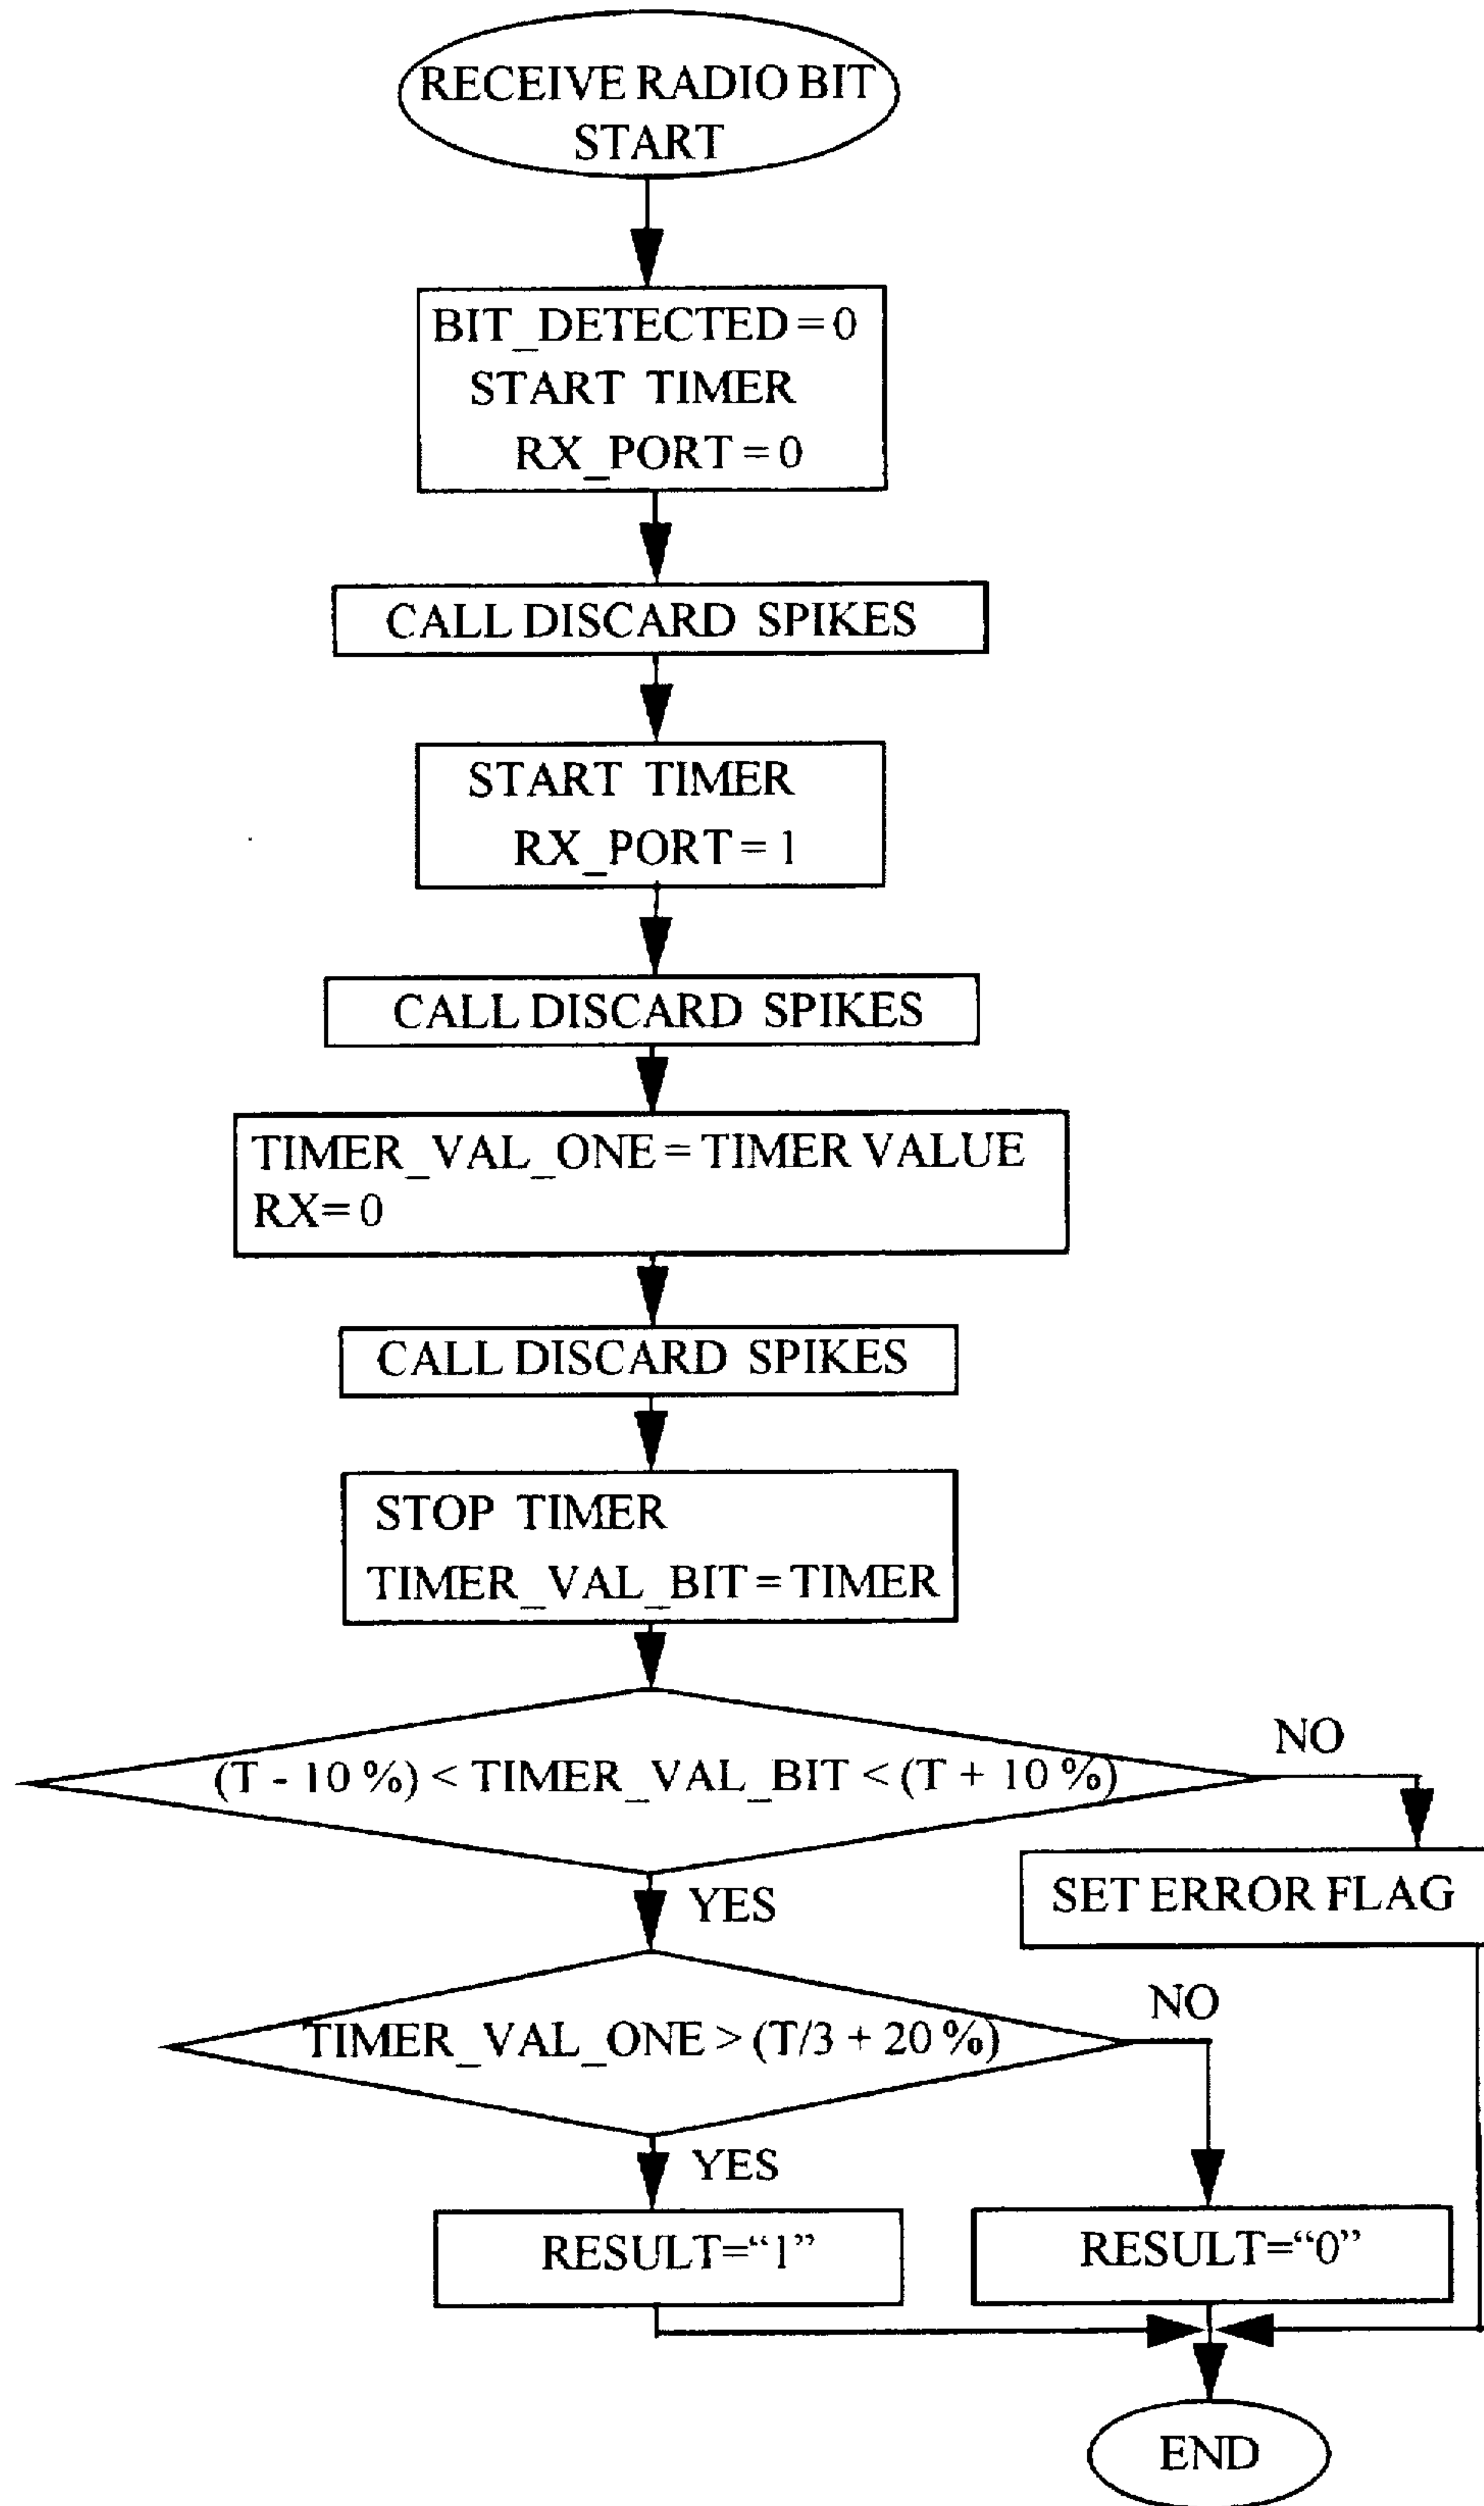 RECEIVE RADIO BIT
START
BIT_DETECTED = 0
START TIMER
RX_PORT = 0
CALL DISCARD SPIKES
START TIMER
RX_PORT = 1
CALL DISCARD SPIKES
TIMER_VAL_ONE = TIMER VALUE
RX= 0
CALL DISCARD SPIKES
STOP TIMER
TIMER_VAL_BIT = TIMER
(T - 10 %) < TIMER_VAL_BIT < (T + 10 %)
NO
SET ERROR FLAG
YES
TIMER_VAL_ONE > (T/3 + 20 %)
NO
YES
RESULT=“1”
RESULT=“0”
END